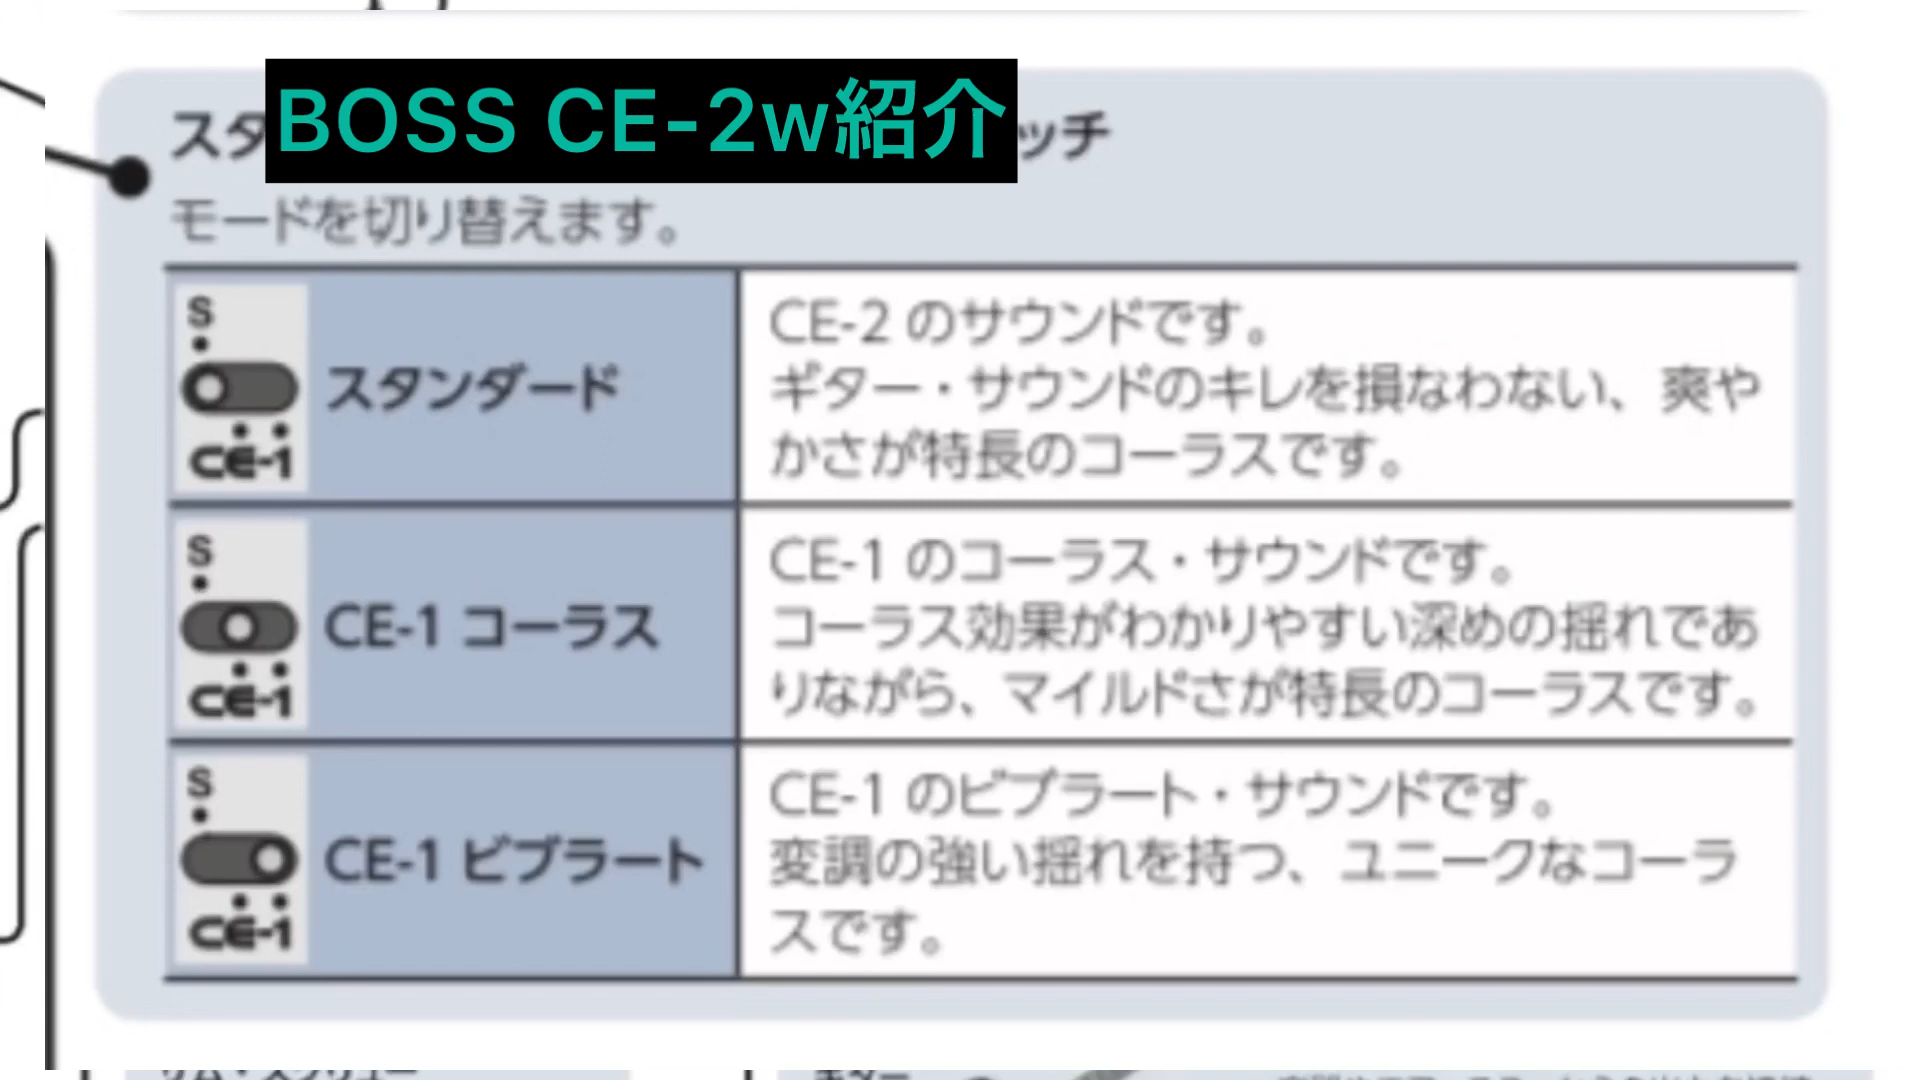 BOSS CE-2w紹介
スタ ッチ
モードを切り替えます。
S
CE-1
スタンダード
CE-2 のサウンドです。
ギター・サウンドのキレを損なわない、爽や
かさが特長のコーラスです。
S
CE-1
CE-1 コーラス
CE-1 のコーラス・サウンドです。
コーラス効果がわかりやすい深めの揺れであ
りながら、マイルドさが特長のコーラスです。
S
CE-1
CE-1 ビブラート
CE-1 のビブラート・サウンドです。
変調の強い揺れを持つ、ユニークなコーラ
スです。